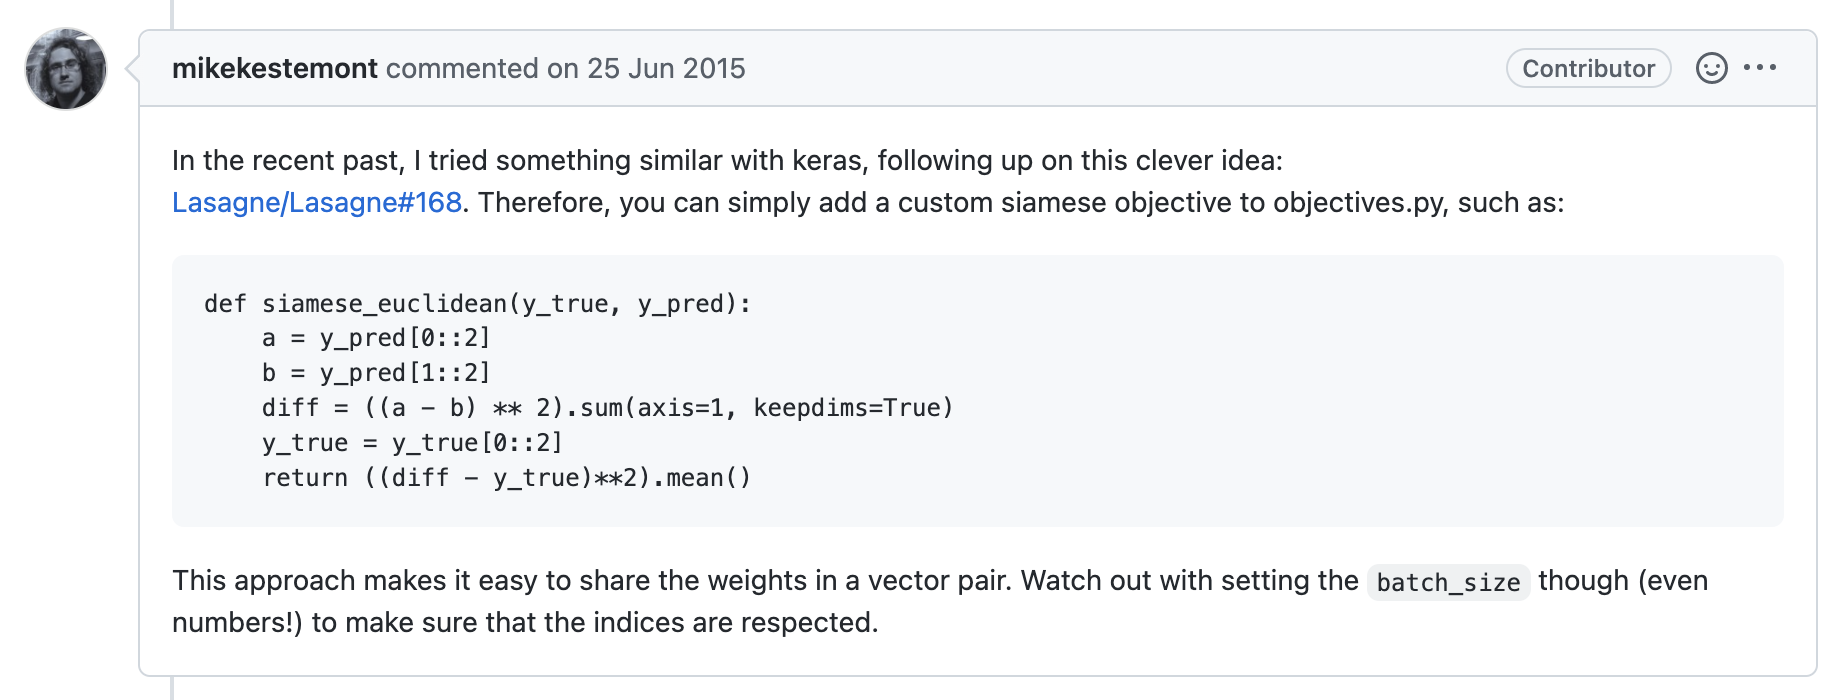 mikekestemont commented on 25 Jun 2015 Contributor
In the recent past, I tried something similar with keras, following up on this clever idea:
Lasagne/Lasagne#168. Therefore, you can simply add a custom siamese objective to objectives.py, such as:
def siamese_euclidean(y_true, y_pred):
    a = y_pred[0::2]
    b = y_pred[1::2]
    diff = ((a - b) ** 2).sum(axis=1, keepdims=True)
    y_true = y_true[0::2]
    return ((diff - y_true)**2).mean()
This approach makes it easy to share the weights in a vector pair. Watch out with setting the batch_size though (even
numbers!) to make sure that the indices are respected.